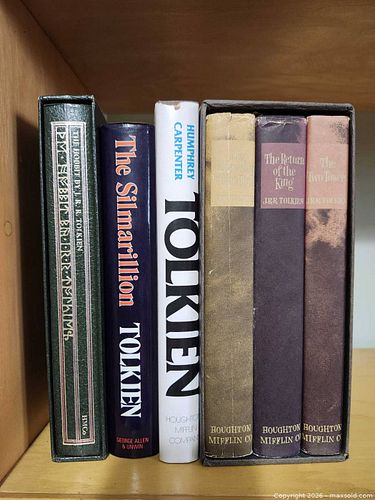 THE HOBBIT BY J. R. R. TOLKIEN
HMCo
The Silmarillion
TOLKIEN
GEORGE ALLEN
& UNWIN
HUMPHREY
CARPENTER
TOLKIEN
HOUGHTON
MIFFLIN
COMPANY
HOUGHTON
MIFFLIN CO
The Return
of the
King
J.R.R. TOLKIEN
HOUGHTON
MIFFLIN CO
The
Two Towers
J.R.R. TOLKIEN
HOUGHTON
MIFFLIN CO
Copyright 2026 - maxsold.com